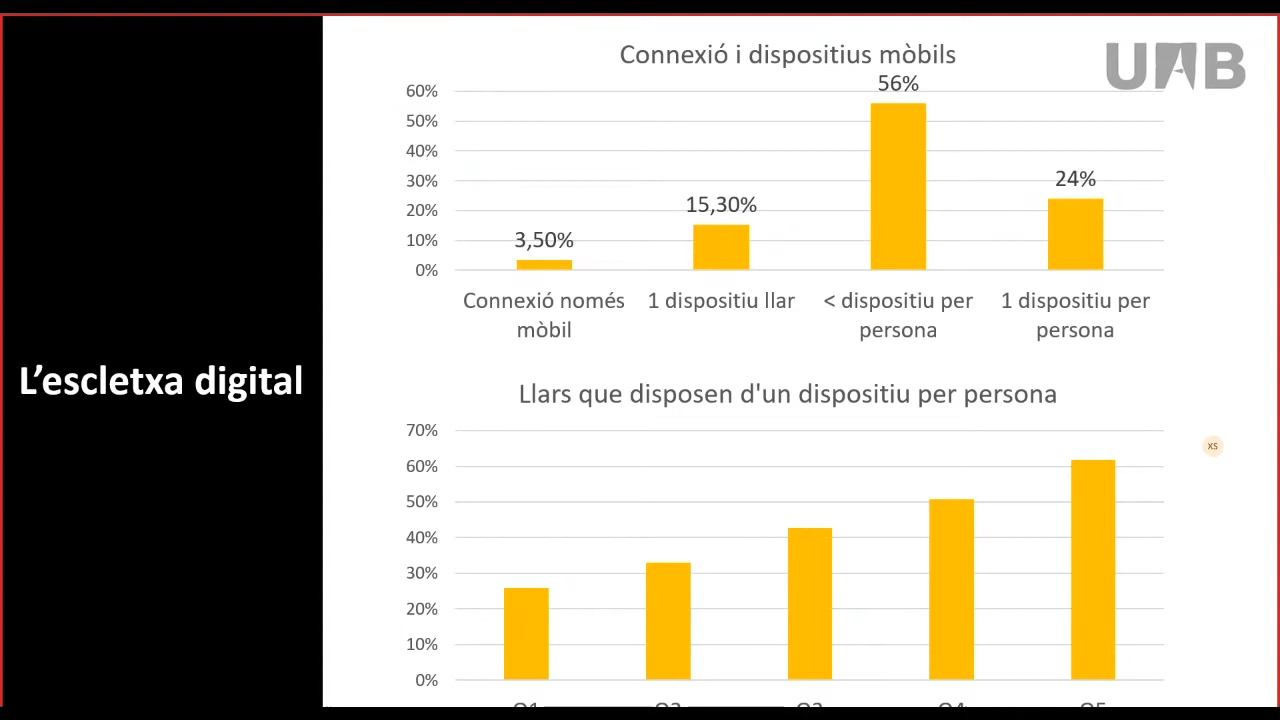 L’escletxa digital
Connexió i dispositius mòbils
UAB
60%
50%
40%
30%
20%
10%
0%
3,50%
15,30%
56%
24%
Connexió només
mòbil
1 dispositiu llar
< dispositiu per
persona
1 dispositiu per
persona
Llars que disposen d'un dispositiu per persona
70%
60%
50%
40%
30%
20%
10%
0%
XS